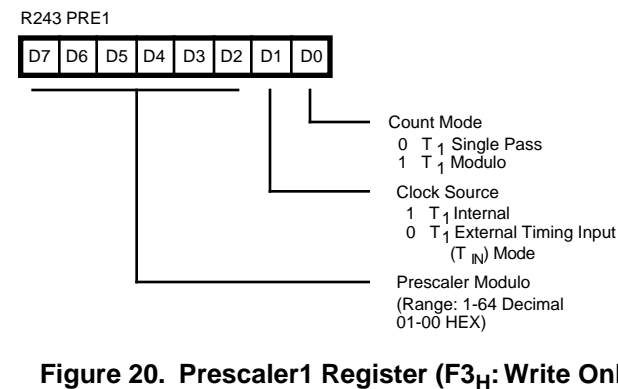 R243 PRE1
D7 D6 D5 D4 D3 D2 D1 D0
Count Mode
0 T1 Single Pass
1 T1 Modulo
Clock Source
1 T1 Internal
0 T1 External Timing Input
(TIN) Mode
Prescaler Modulo
(Range: 1-64 Decimal
01-00 HEX)
Figure 20. Prescaler1 Register (F3H: Write Onl